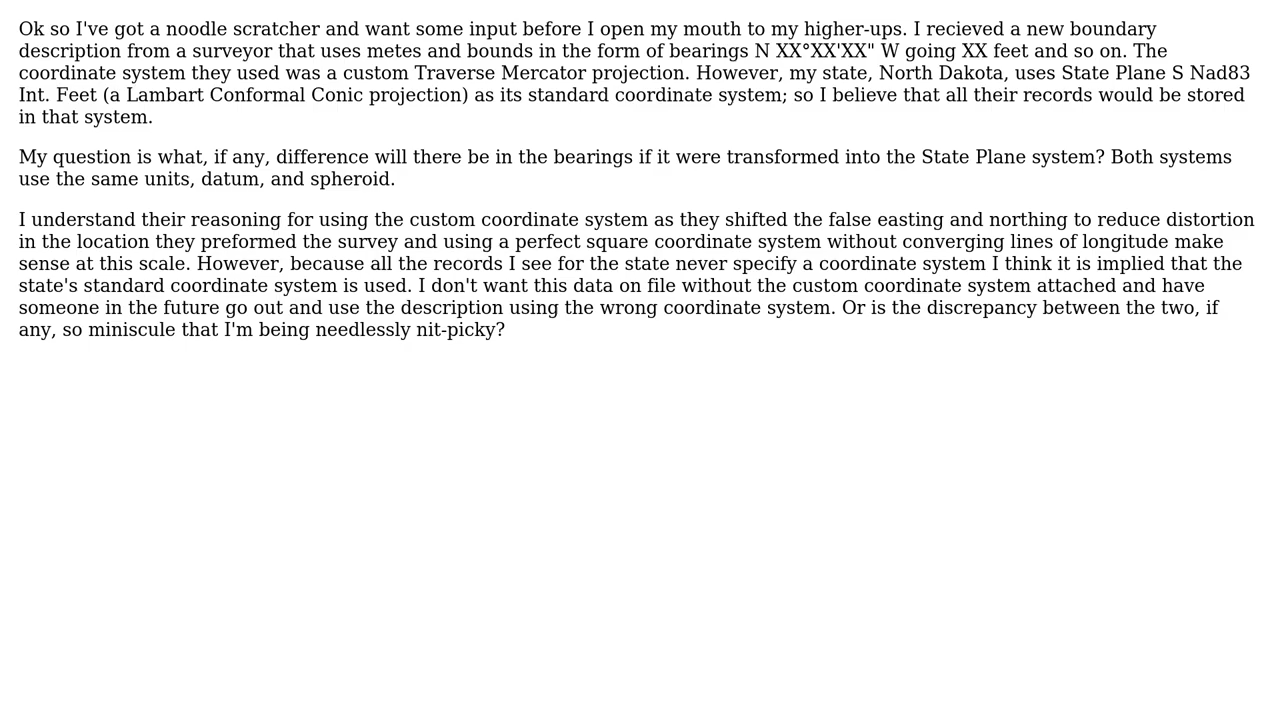 Ok so I've got a noodle scratcher and want some input before I open my mouth to my higher-ups. I recieved a new boundary
description from a surveyor that uses metes and bounds in the form of bearings N XX°XX'XX" W going XX feet and so on. The
coordinate system they used was a custom Traverse Mercator projection. However, my state, North Dakota, uses State Plane S Nad83
Int. Feet (a Lambart Conformal Conic projection) as its standard coordinate system; so I believe that all their records would be stored
in that system.
My question is what, if any, difference will there be in the bearings if it were transformed into the State Plane system? Both systems
use the same units, datum, and spheroid.
I understand their reasoning for using the custom coordinate system as they shifted the false easting and northing to reduce distortion
in the location they preformed the survey and using a perfect square coordinate system without converging lines of longitude make
sense at this scale. However, because all the records I see for the state never specify a coordinate system I think it is implied that the
state's standard coordinate system is used. I don't want this data on file without the custom coordinate system attached and have
someone in the future go out and use the description using the wrong coordinate system. Or is the discrepancy between the two, if
any, so miniscule that I'm being needlessly nit-picky?